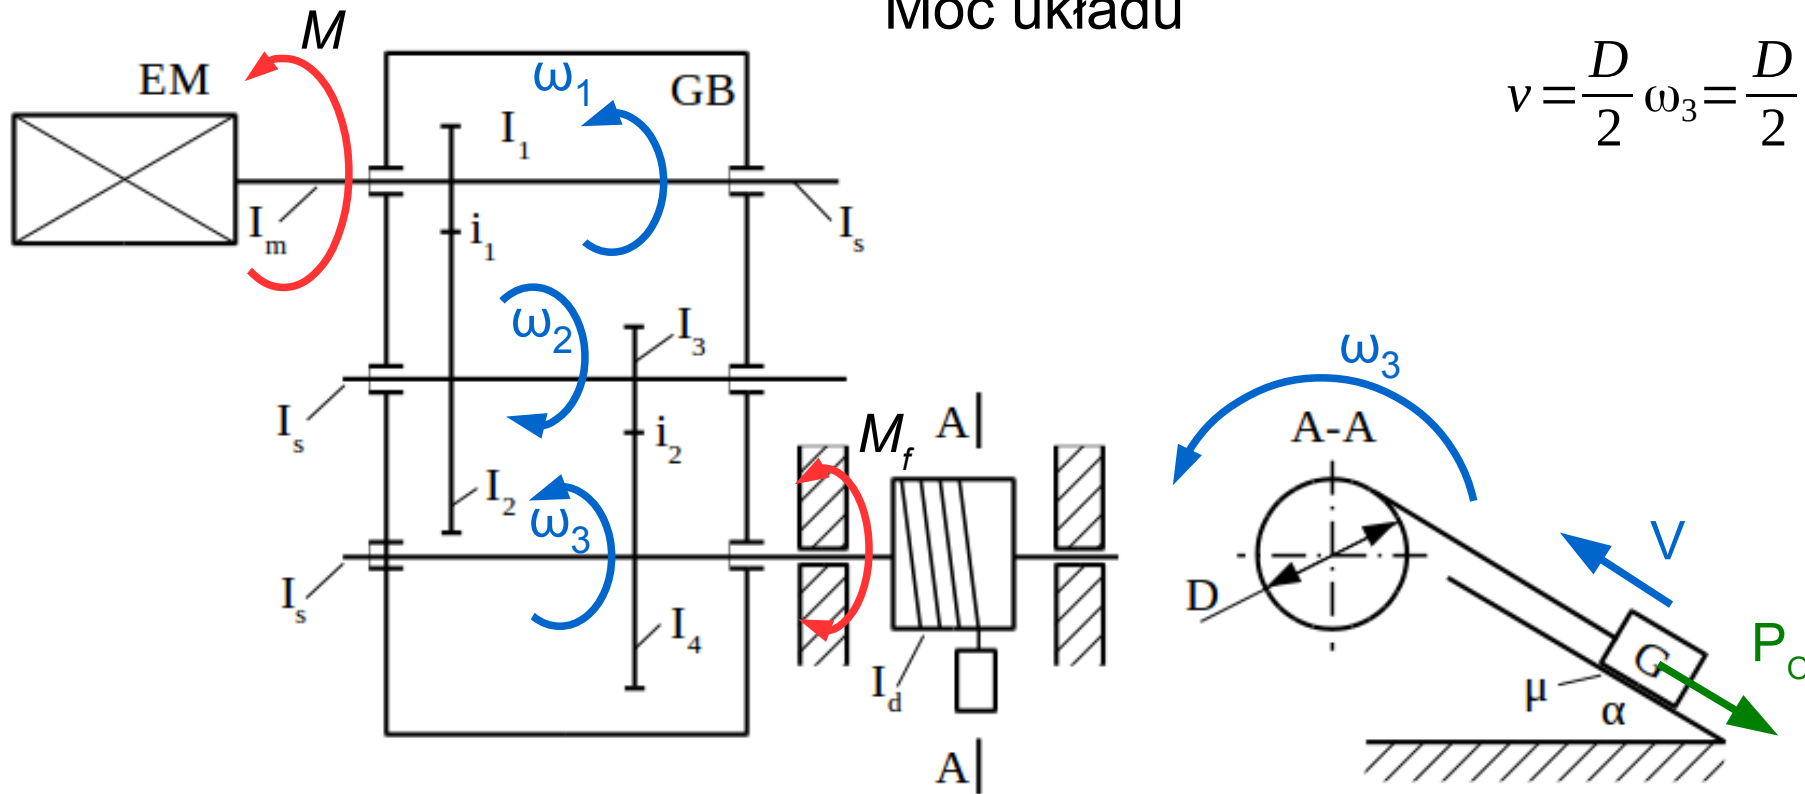 Moc układu
M
EM
ω1
GB
v = D/2 ω3 = D/2
I1
Im
i1
Is
ω2
I3
ω3
Is
i2
Mf
A
A-A
I2
ω3
V
Is
D
I4
G
PC
Id
μ
α
A